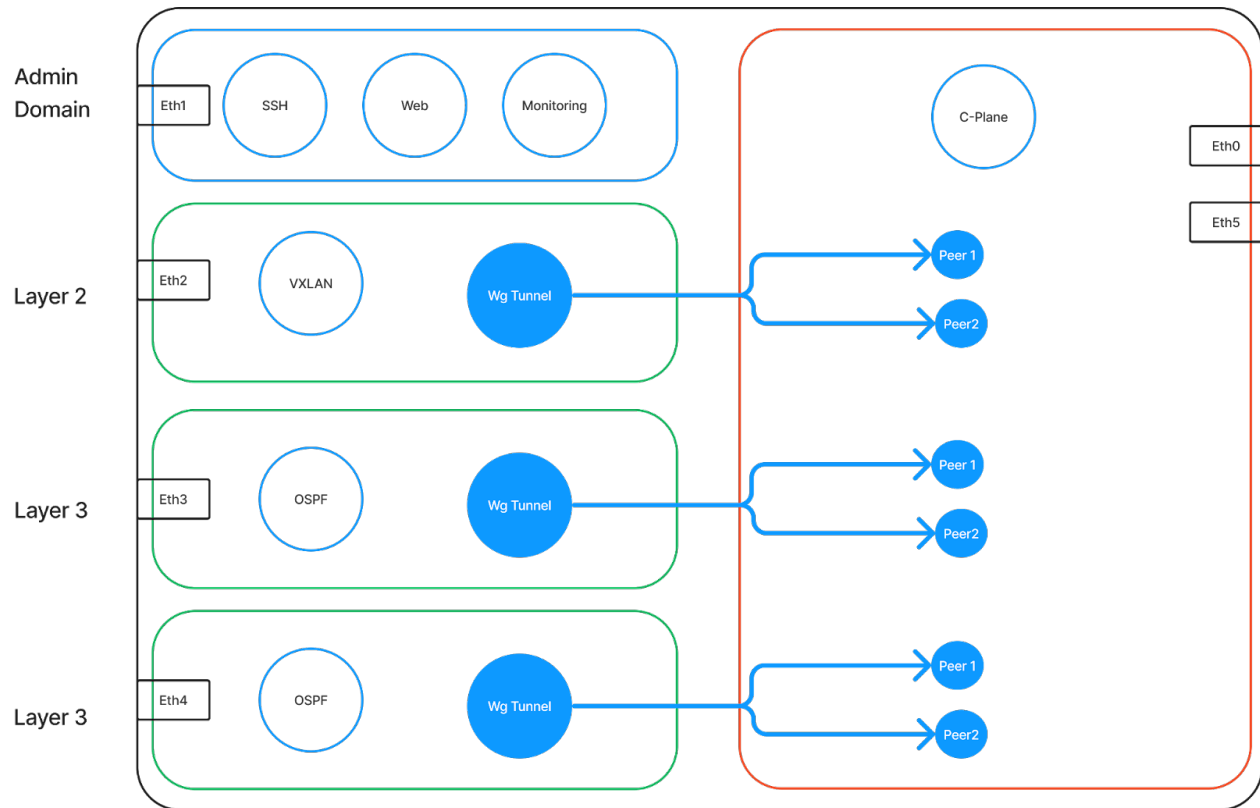 Admin
Domain
Eth1
SSH
Web
Monitoring
C-Plane
Eth0
Eth5
Layer 2
Eth2
VXLAN
Wg Tunnel
Peer 1
Peer2
Layer 3
Eth3
OSPF
Wg Tunnel
Peer 1
Peer2
Layer 3
Eth4
OSPF
Wg Tunnel
Peer 1
Peer2